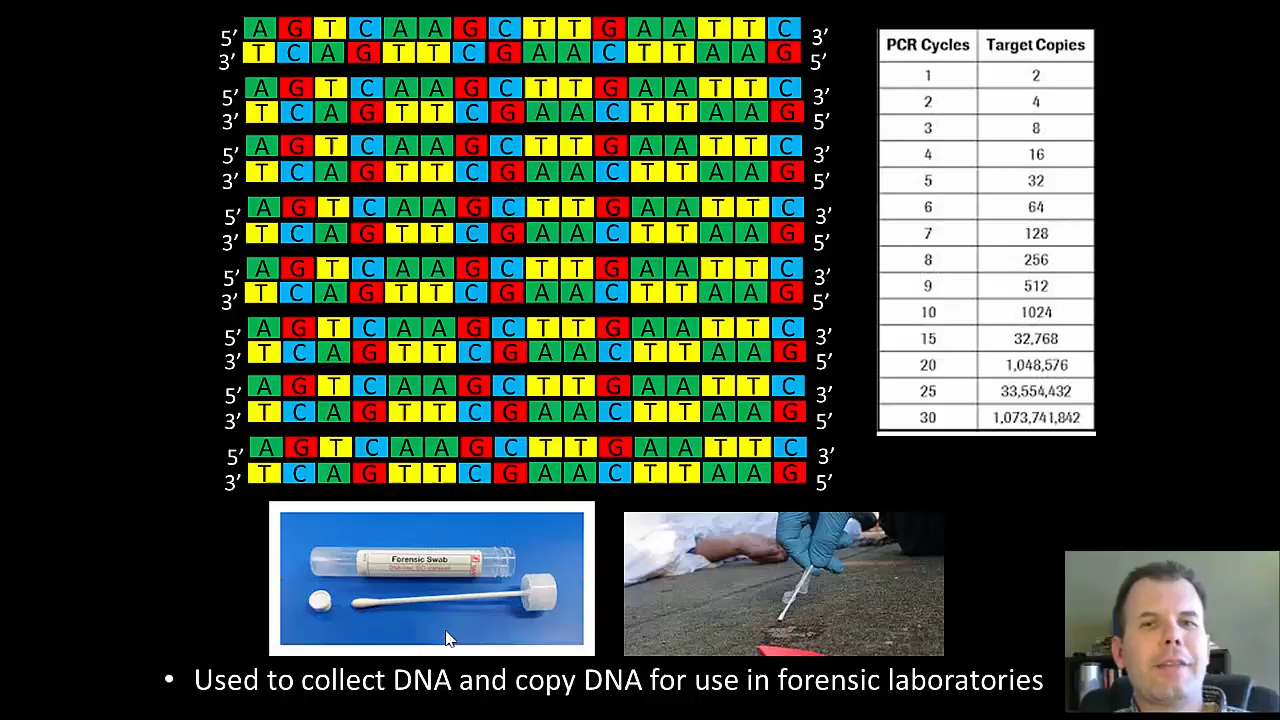 5’ A G T C A A G C T T G A A T T C 3’
3’ T C A G T T C G A A C T T A A G 5’
5’ A G T C A A G C T T G A A T T C 3’
3’ T C A G T T C G A A C T T A A G 5’
5’ A G T C A A G C T T G A A T T C 3’
3’ T C A G T T C G A A C T T A A G 5’
5’ A G T C A A G C T T G A A T T C 3’
3’ T C A G T T C G A A C T T A A G 5’
5’ A G T C A A G C T T G A A T T C 3’
3’ T C A G T T C G A A C T T A A G 5’
5’ A G T C A A G C T T G A A T T C 3’
3’ T C A G T T C G A A C T T A A G 5’
5’ A G T C A A G C T T G A A T T C 3’
3’ T C A G T T C G A A C T T A A G 5’
5’ A G T C A A G C T T G A A T T C 3’
3’ T C A G T T C G A A C T T A A G 5’
PCR Cycles Target Copies
1 2
2 4
3 8
4 16
5 32
6 64
7 128
8 256
9 512
10 1024
15 32,768
20 1,048,576
25 33,554,432
30 1,073,741,842
Forensic Swab
• Used to collect DNA and copy DNA for use in forensic laboratories